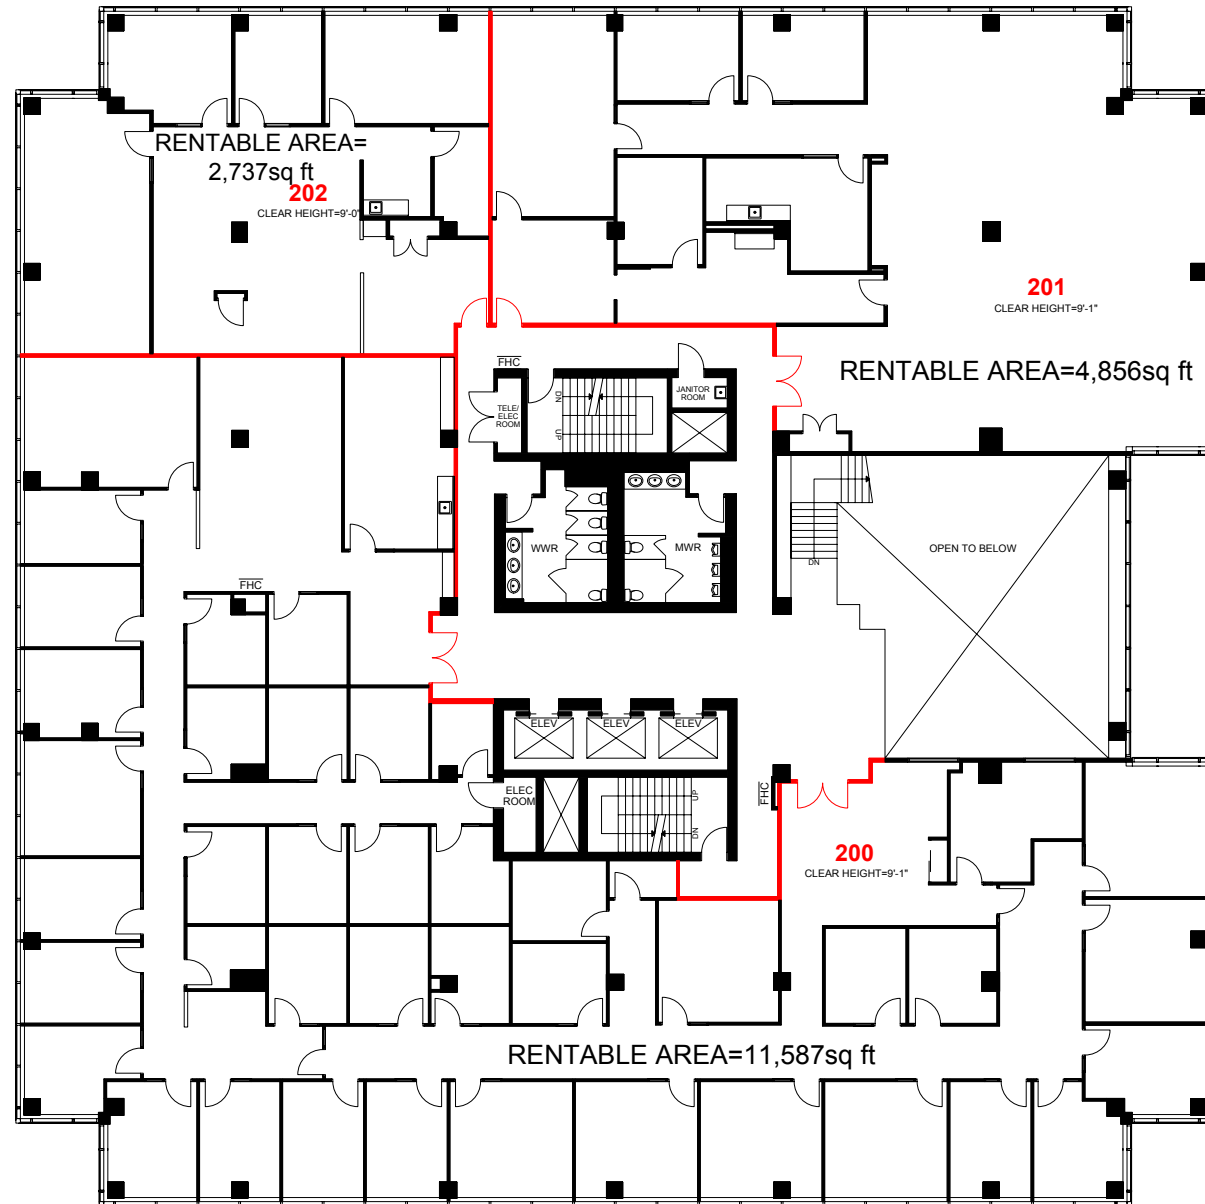 RENTABLE AREA=
2,737sq ft
202
CLEAR HEIGHT=9'-0"
201
CLEAR HEIGHT=9'-1"
RENTABLE AREA=4,856sq ft
FHC
TELE/
ELEC
ROOM
DN
UP
JANITOR
ROOM
WWR
MWR
DN
OPEN TO BELOW
FHC
ELEV
ELEV
ELEV
ELEC
ROOM
UP
DN
FHC
200
CLEAR HEIGHT=9'-1"
RENTABLE AREA=11,587sq ft